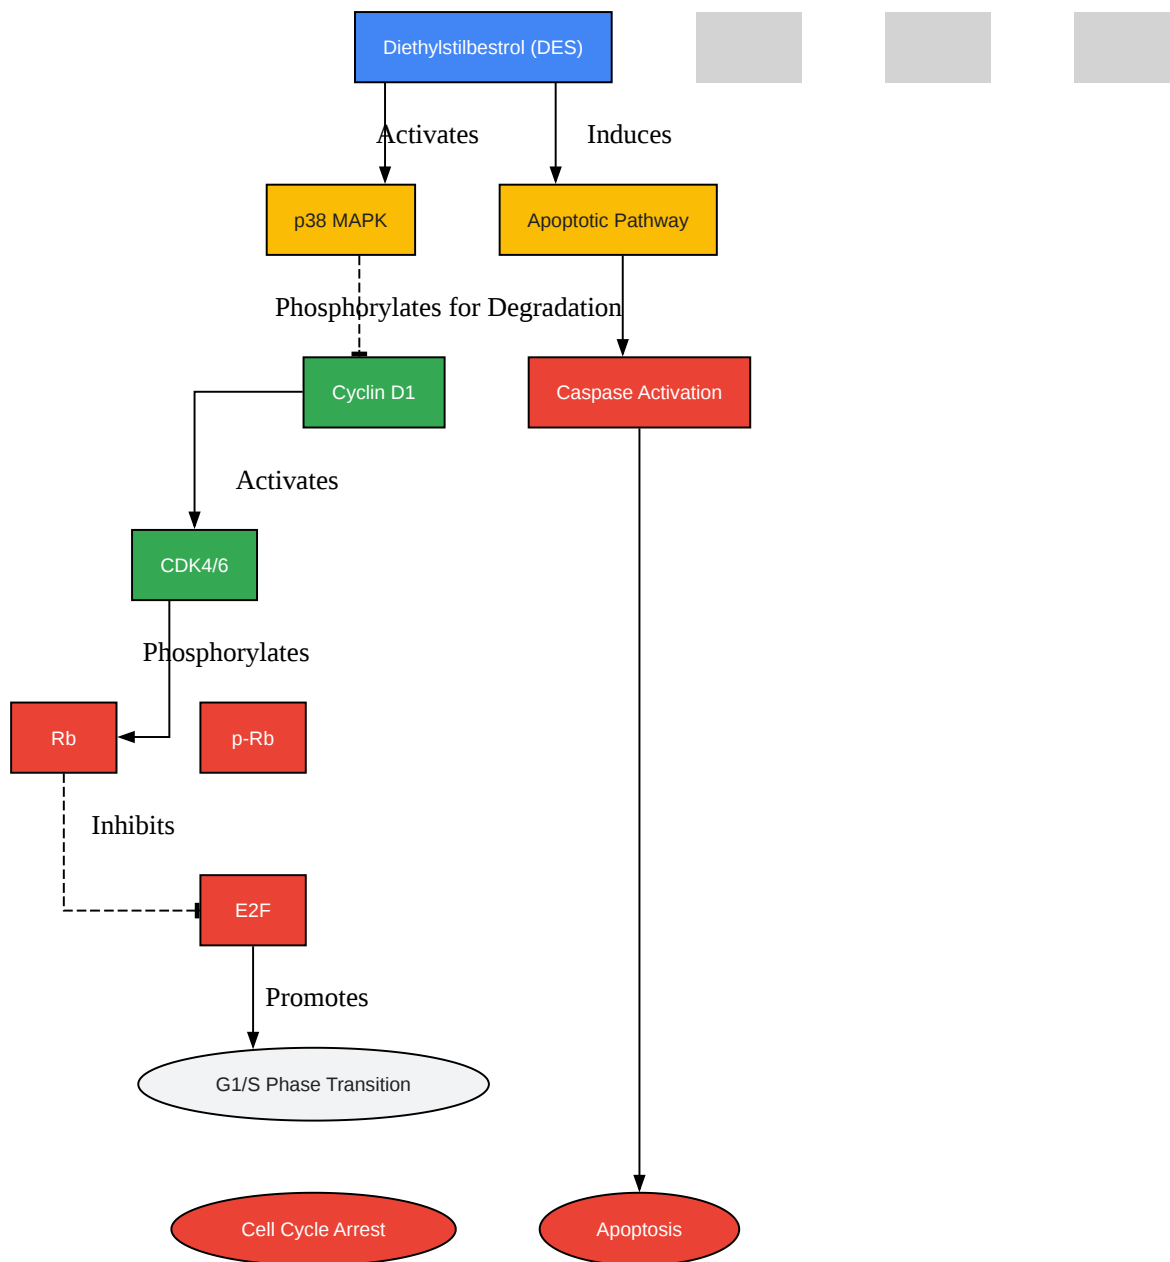 Diethylstilbestrol (DES)
Activates
Induces
p38 MAPK
Apoptotic Pathway
Phosphorylates for Degradation
Cyclin D1
Caspase Activation
Activates
CDK4/6
Phosphorylates
Rb
p-Rb
Inhibits
E2F
Promotes
G1/S Phase Transition
Cell Cycle Arrest
Apoptosis